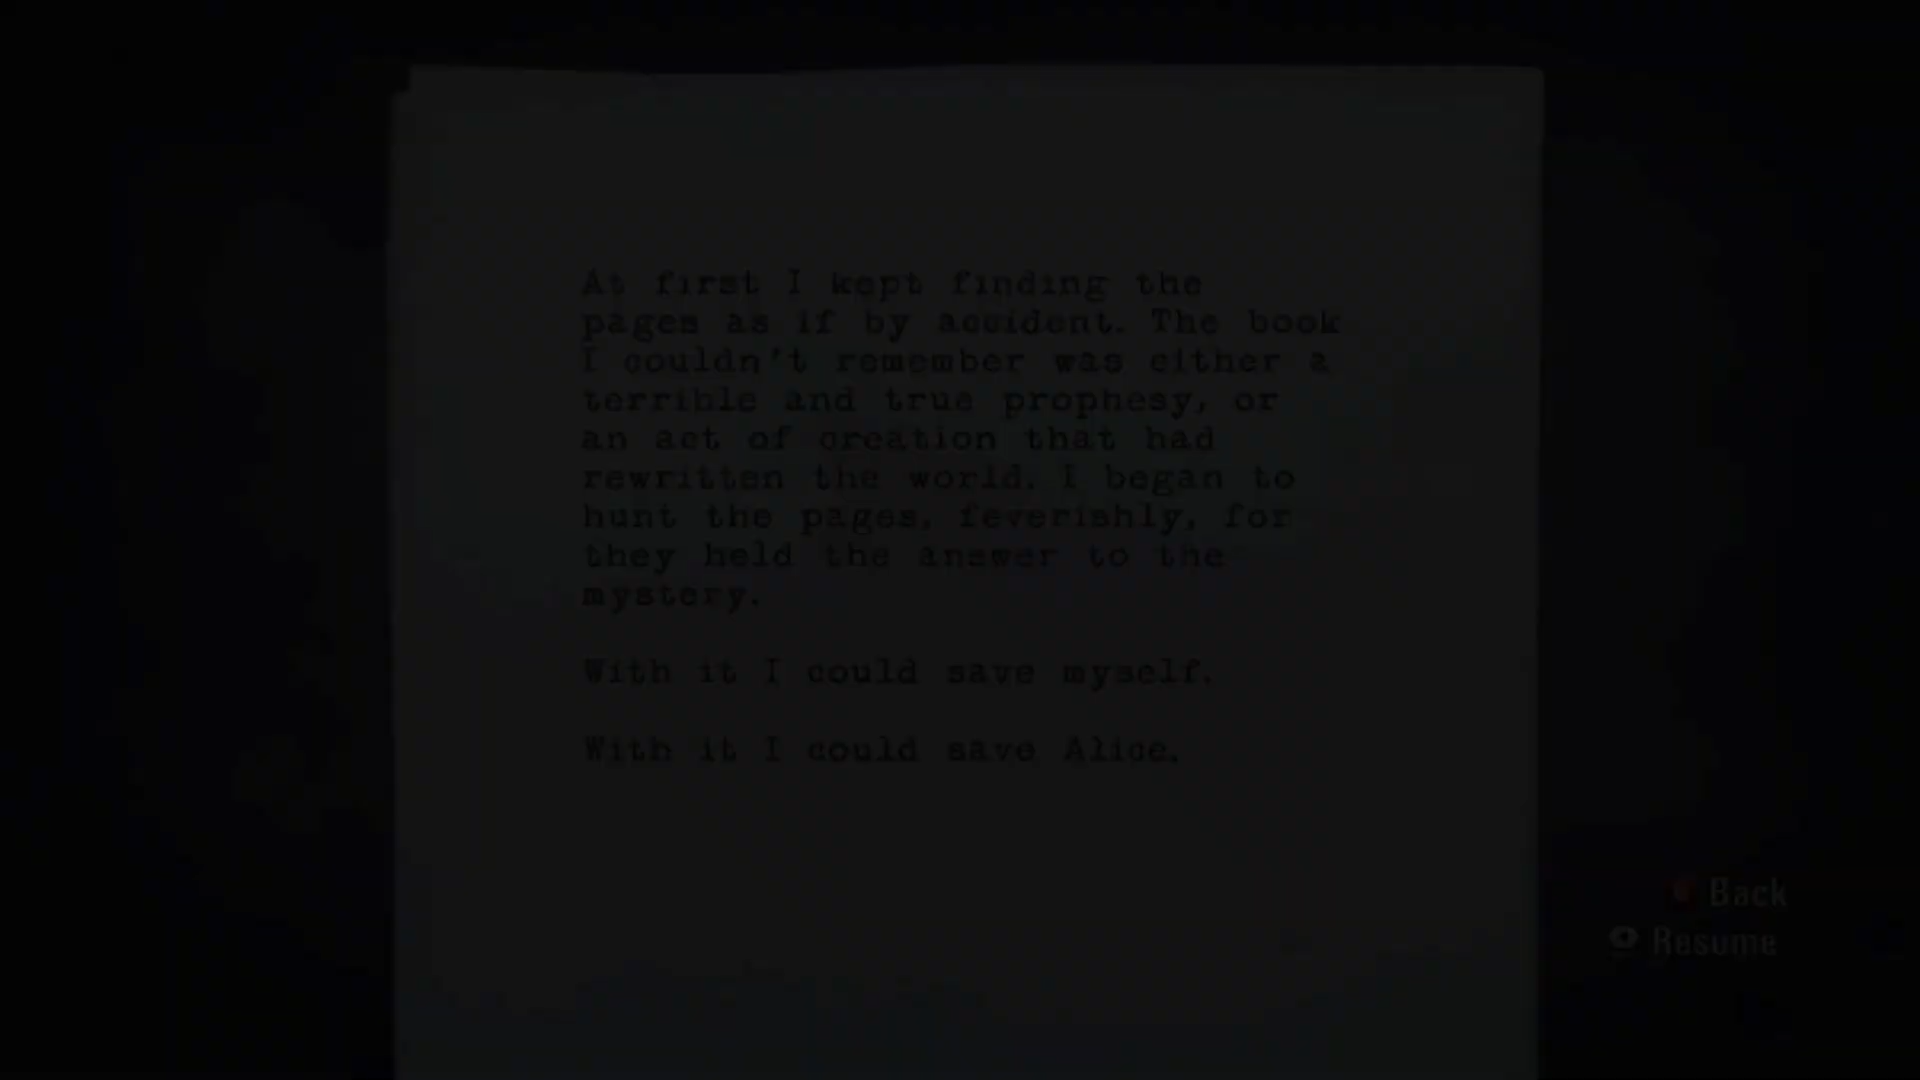 At first I kept finding the
pages as if by accident. The book
I couldn't remember was either a
terrible and true prophesy, or
an act of creation that had
rewritten the world. I began to
hunt the pages, feverishly, for
they held the answer to the
mystery.
With it I could save myself.
With it I could save Alice.
Back
Resume